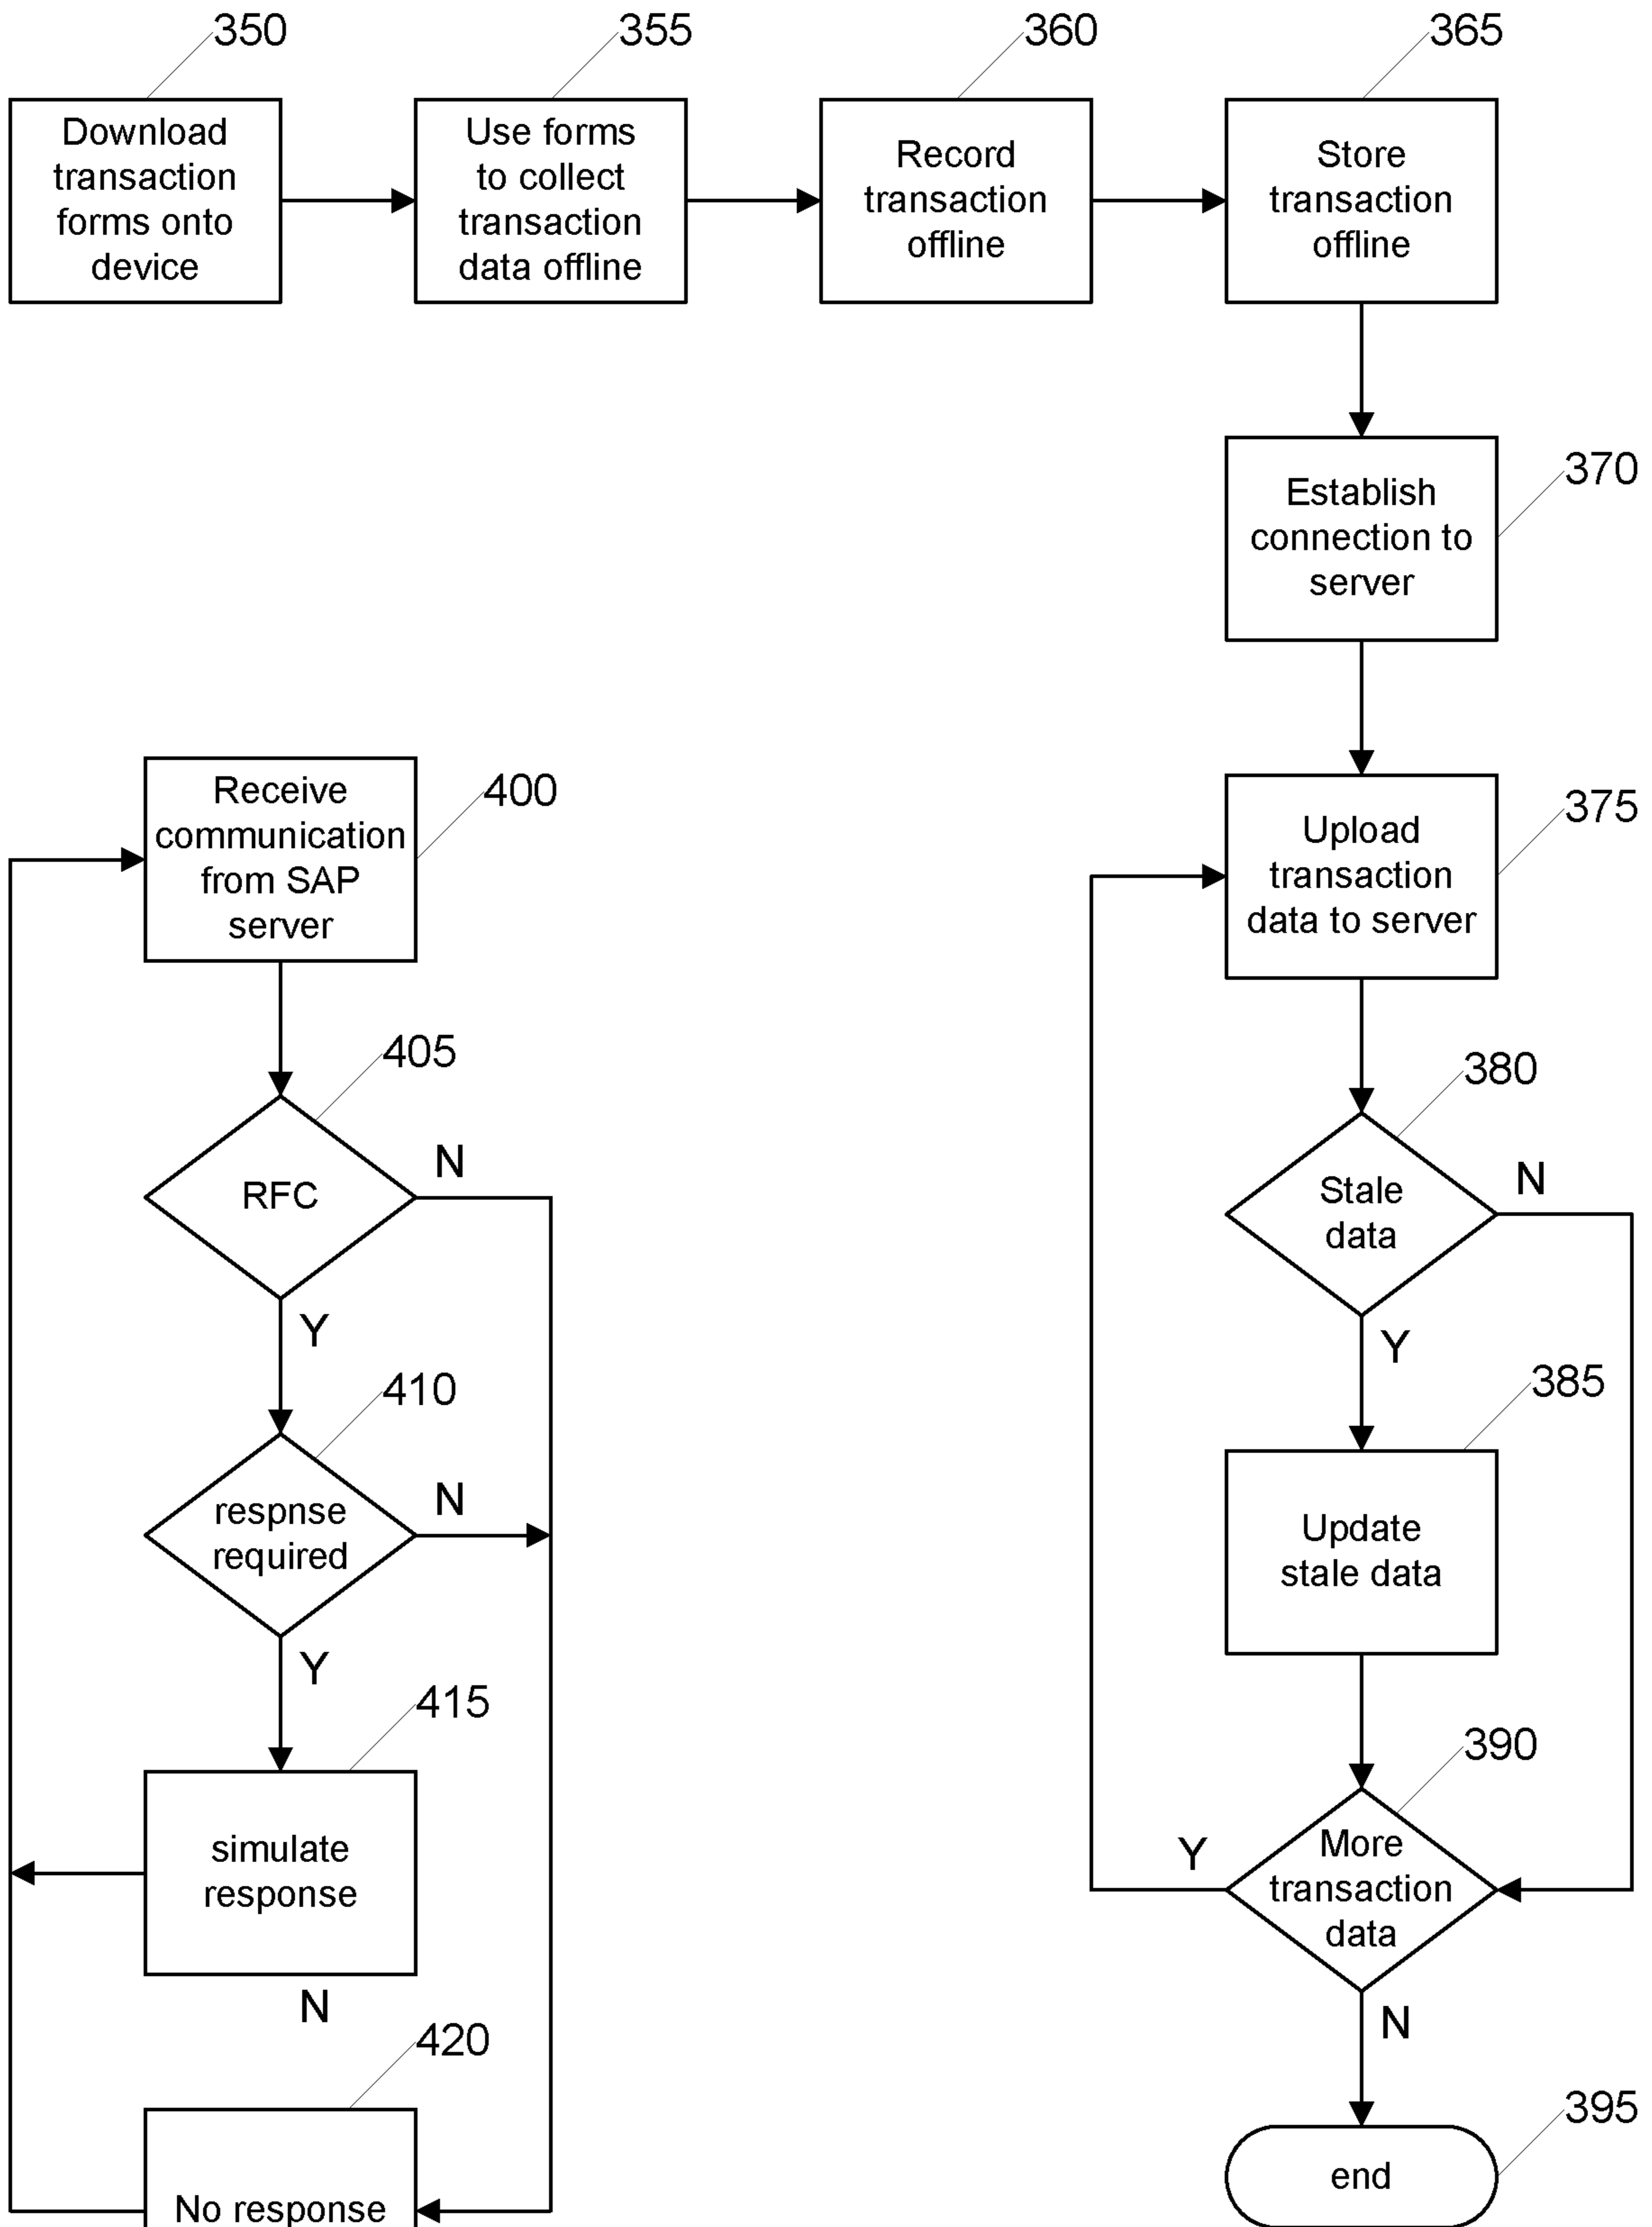 350
Download
transaction
forms onto
device
355
Use forms
to collect
transaction
data offline
360
Record
transaction
offline
365
Store
transaction
offline
370
Establish
connection to
server
375
Upload
transaction
data to server
380
Stale
data
N
Y
385
Update
stale data
390
More
transaction
data
Y
N
395
end
400
Receive
communication
from SAP
server
405
RFC
N
Y
410
respnse
required
N
Y
415
simulate
response
N
420
No response